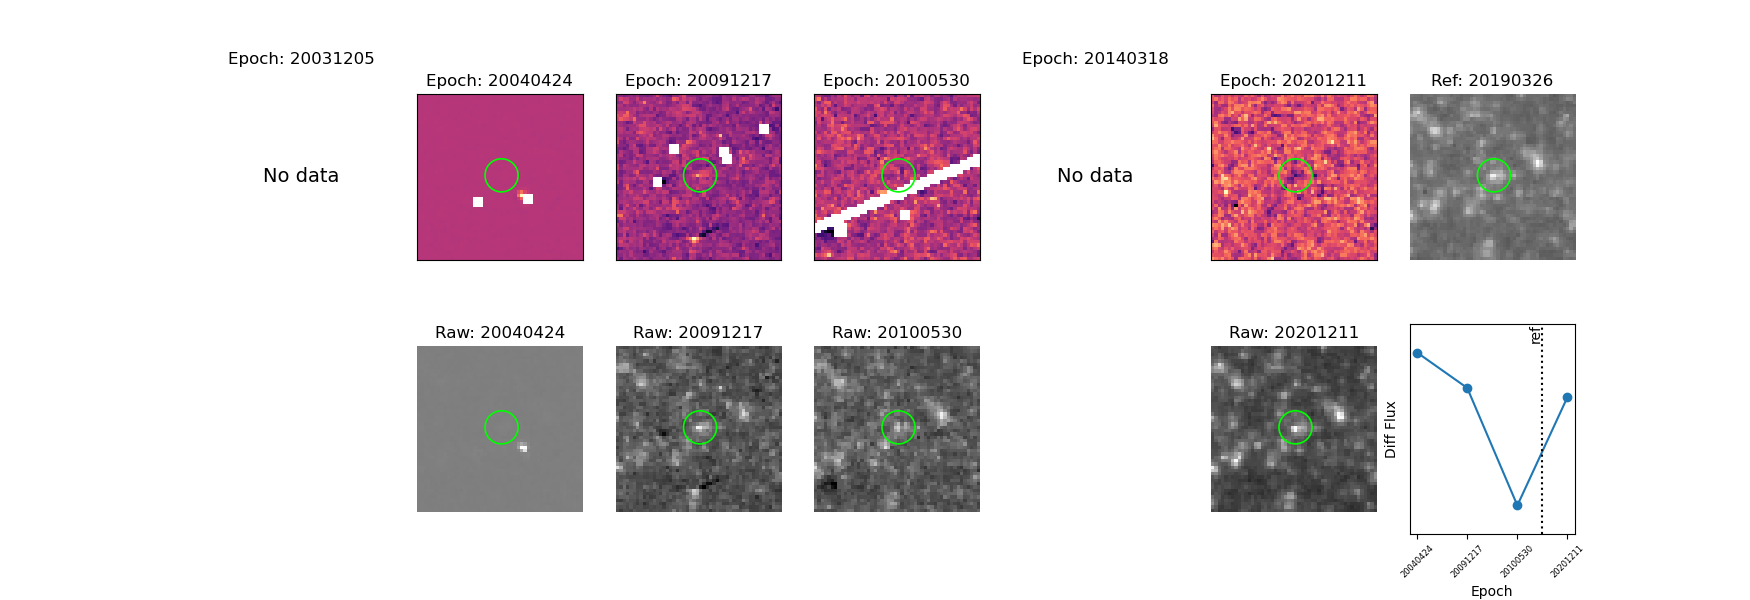 Epoch: 20031205
Epoch: 20140318
Epoch: 20040424
Epoch: 20091217
Epoch: 20100530
Epoch: 20201211
Ref: 20190326
No data
No data
Raw: 20040424
Raw: 20091217
Raw: 20100530
Raw: 20201211
ref
Diff Flux
20040424
20091217
20100530
20201211
Epoch